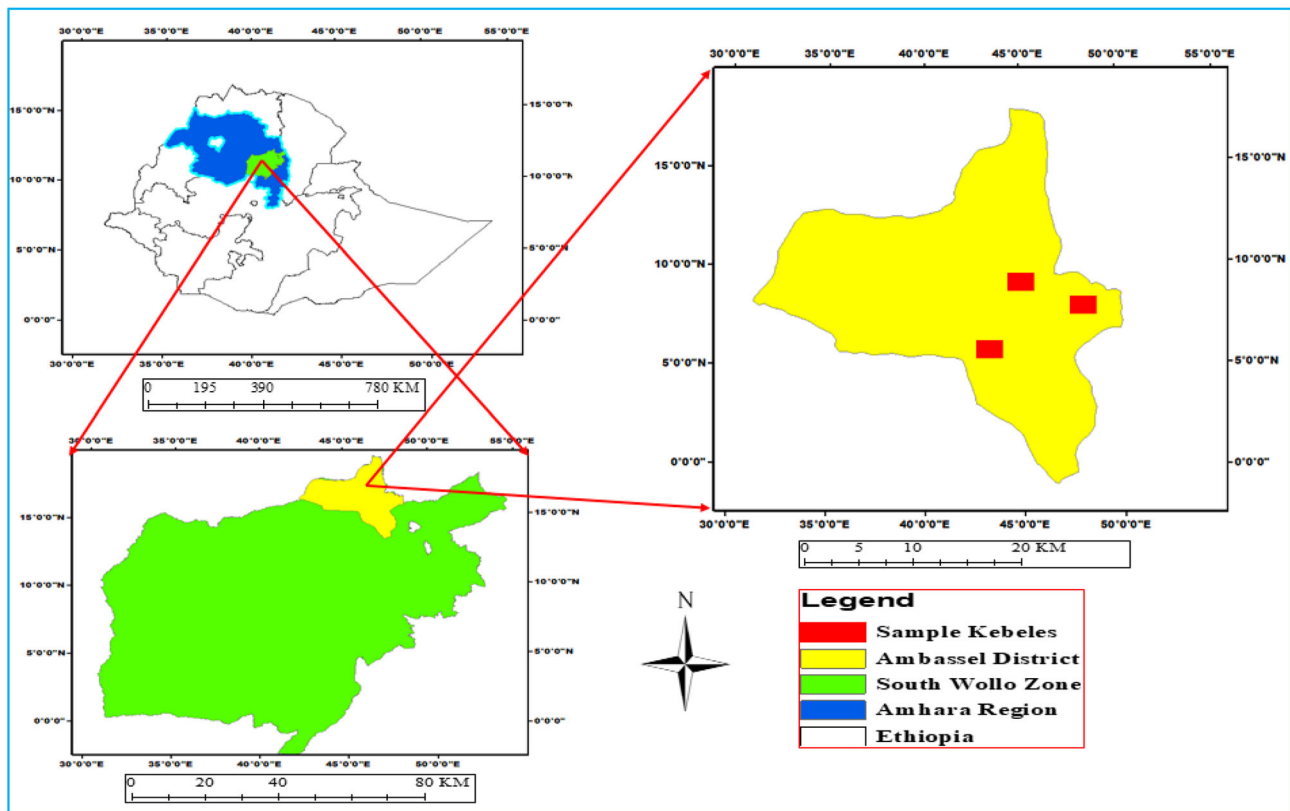 30°0'0"E 35°0'0"E 40°0'0"E 45°0'0"E 50°0'0"E 55°0'0"E
15°0'0"N 15°0'0"N
10°0'0"N 10°0'0"N
5°0'0"N 5°0'0"N
0°0'0" 0°0'0"
30°0'0"E 35°0'0"E 40°0'0"E 45°0'0"E 50°0'0"E
0 195 390 780 KM
30°0'0"E 35°0'0"E 40°0'0"E 45°0'0"E 50°0'0"E 55°0'0"E
15°0'0"N 15°0'0"N
10°0'0"N 10°0'0"N
5°0'0"N 5°0'0"N
0°0'0" 0°0'0"
30°0'0"E 35°0'0"E 40°0'0"E 45°0'0"E 50°0'0"E
0 20 40 80 KM
30°0'0"E 35°0'0"E 40°0'0"E 45°0'0"E 50°0'0"E 55°0'0"E
15°0'0"N 15°0'0"N
10°0'0"N 10°0'0"N
5°0'0"N 5°0'0"N
0°0'0" 0°0'0"
30°0'0"E 35°0'0"E 40°0'0"E 45°0'0"E 50°0'0"E
0 5 10 20 KM
N
Legend
Sample Kebeles
Ambassel District
South Wollo Zone
Amhara Region
Ethiopia